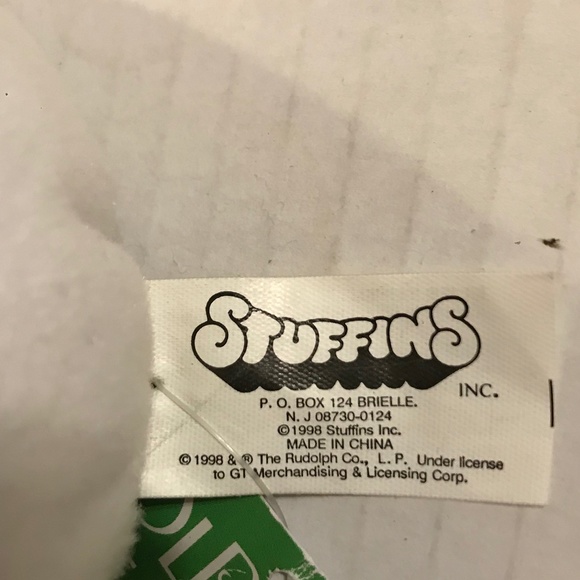 STUFFINS
INC.
P. O. BOX 124 BRIELLE.
N. J 08730-0124
©1998 Stuffins Inc.
MADE IN CHINA
© 1998 & ® The Rudolph Co., L. P. Under license
to GT Merchandising & Licensing Corp.